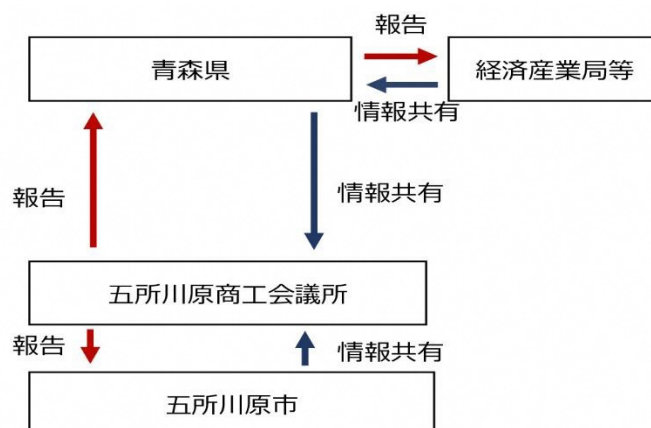 報告
青森県
経済産業局等
情報共有
報告
情報共有
五所川原商工会議所
報告
情報共有
五所川原市